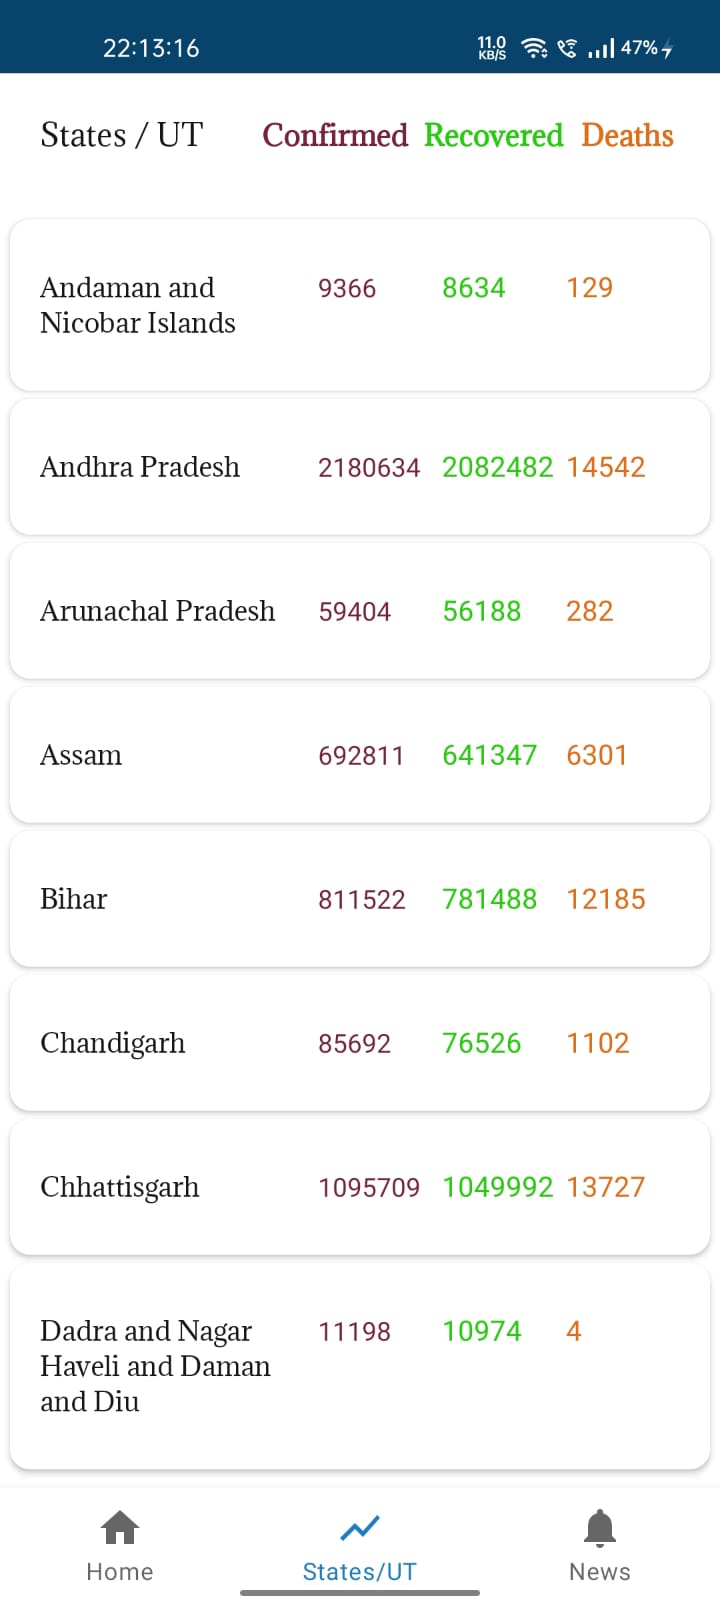 22:13:16 11.0 KB/S 47%
States / UT Confirmed Recovered Deaths
Andaman and 9366 8634 129
Nicobar Islands
Andhra Pradesh 2180634 2082482 14542
Arunachal Pradesh 59404 56188 282
Assam 692811 641347 6301
Bihar 811522 781488 12185
Chandigarh 85692 76526 1102
Chhattisgarh 1095709 1049992 13727
Dadra and Nagar 11198 10974 4
Haveli and Daman
and Diu
Home States/UT News